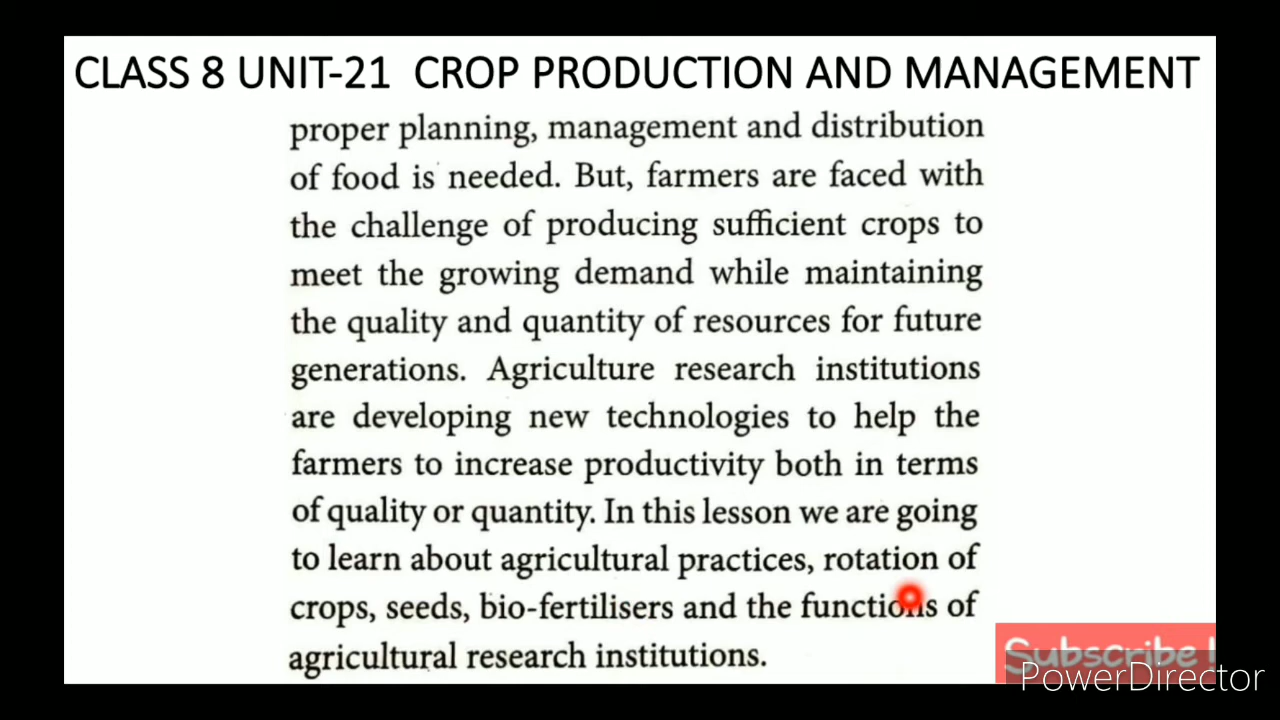 CLASS 8 UNIT-21 CROP PRODUCTION AND MANAGEMENT
proper planning, management and distribution
of food is needed. But, farmers are faced with
the challenge of producing sufficient crops to
meet the growing demand while maintaining
the quality and quantity of resources for future
generations. Agriculture research institutions
are developing new technologies to help the
farmers to increase productivity both in terms
of quality or quantity. In this lesson we are going
to learn about agricultural practices, rotation of
crops, seeds, bio-fertilisers and the functions of
agricultural research institutions.
Subscribe !
PowerDirector